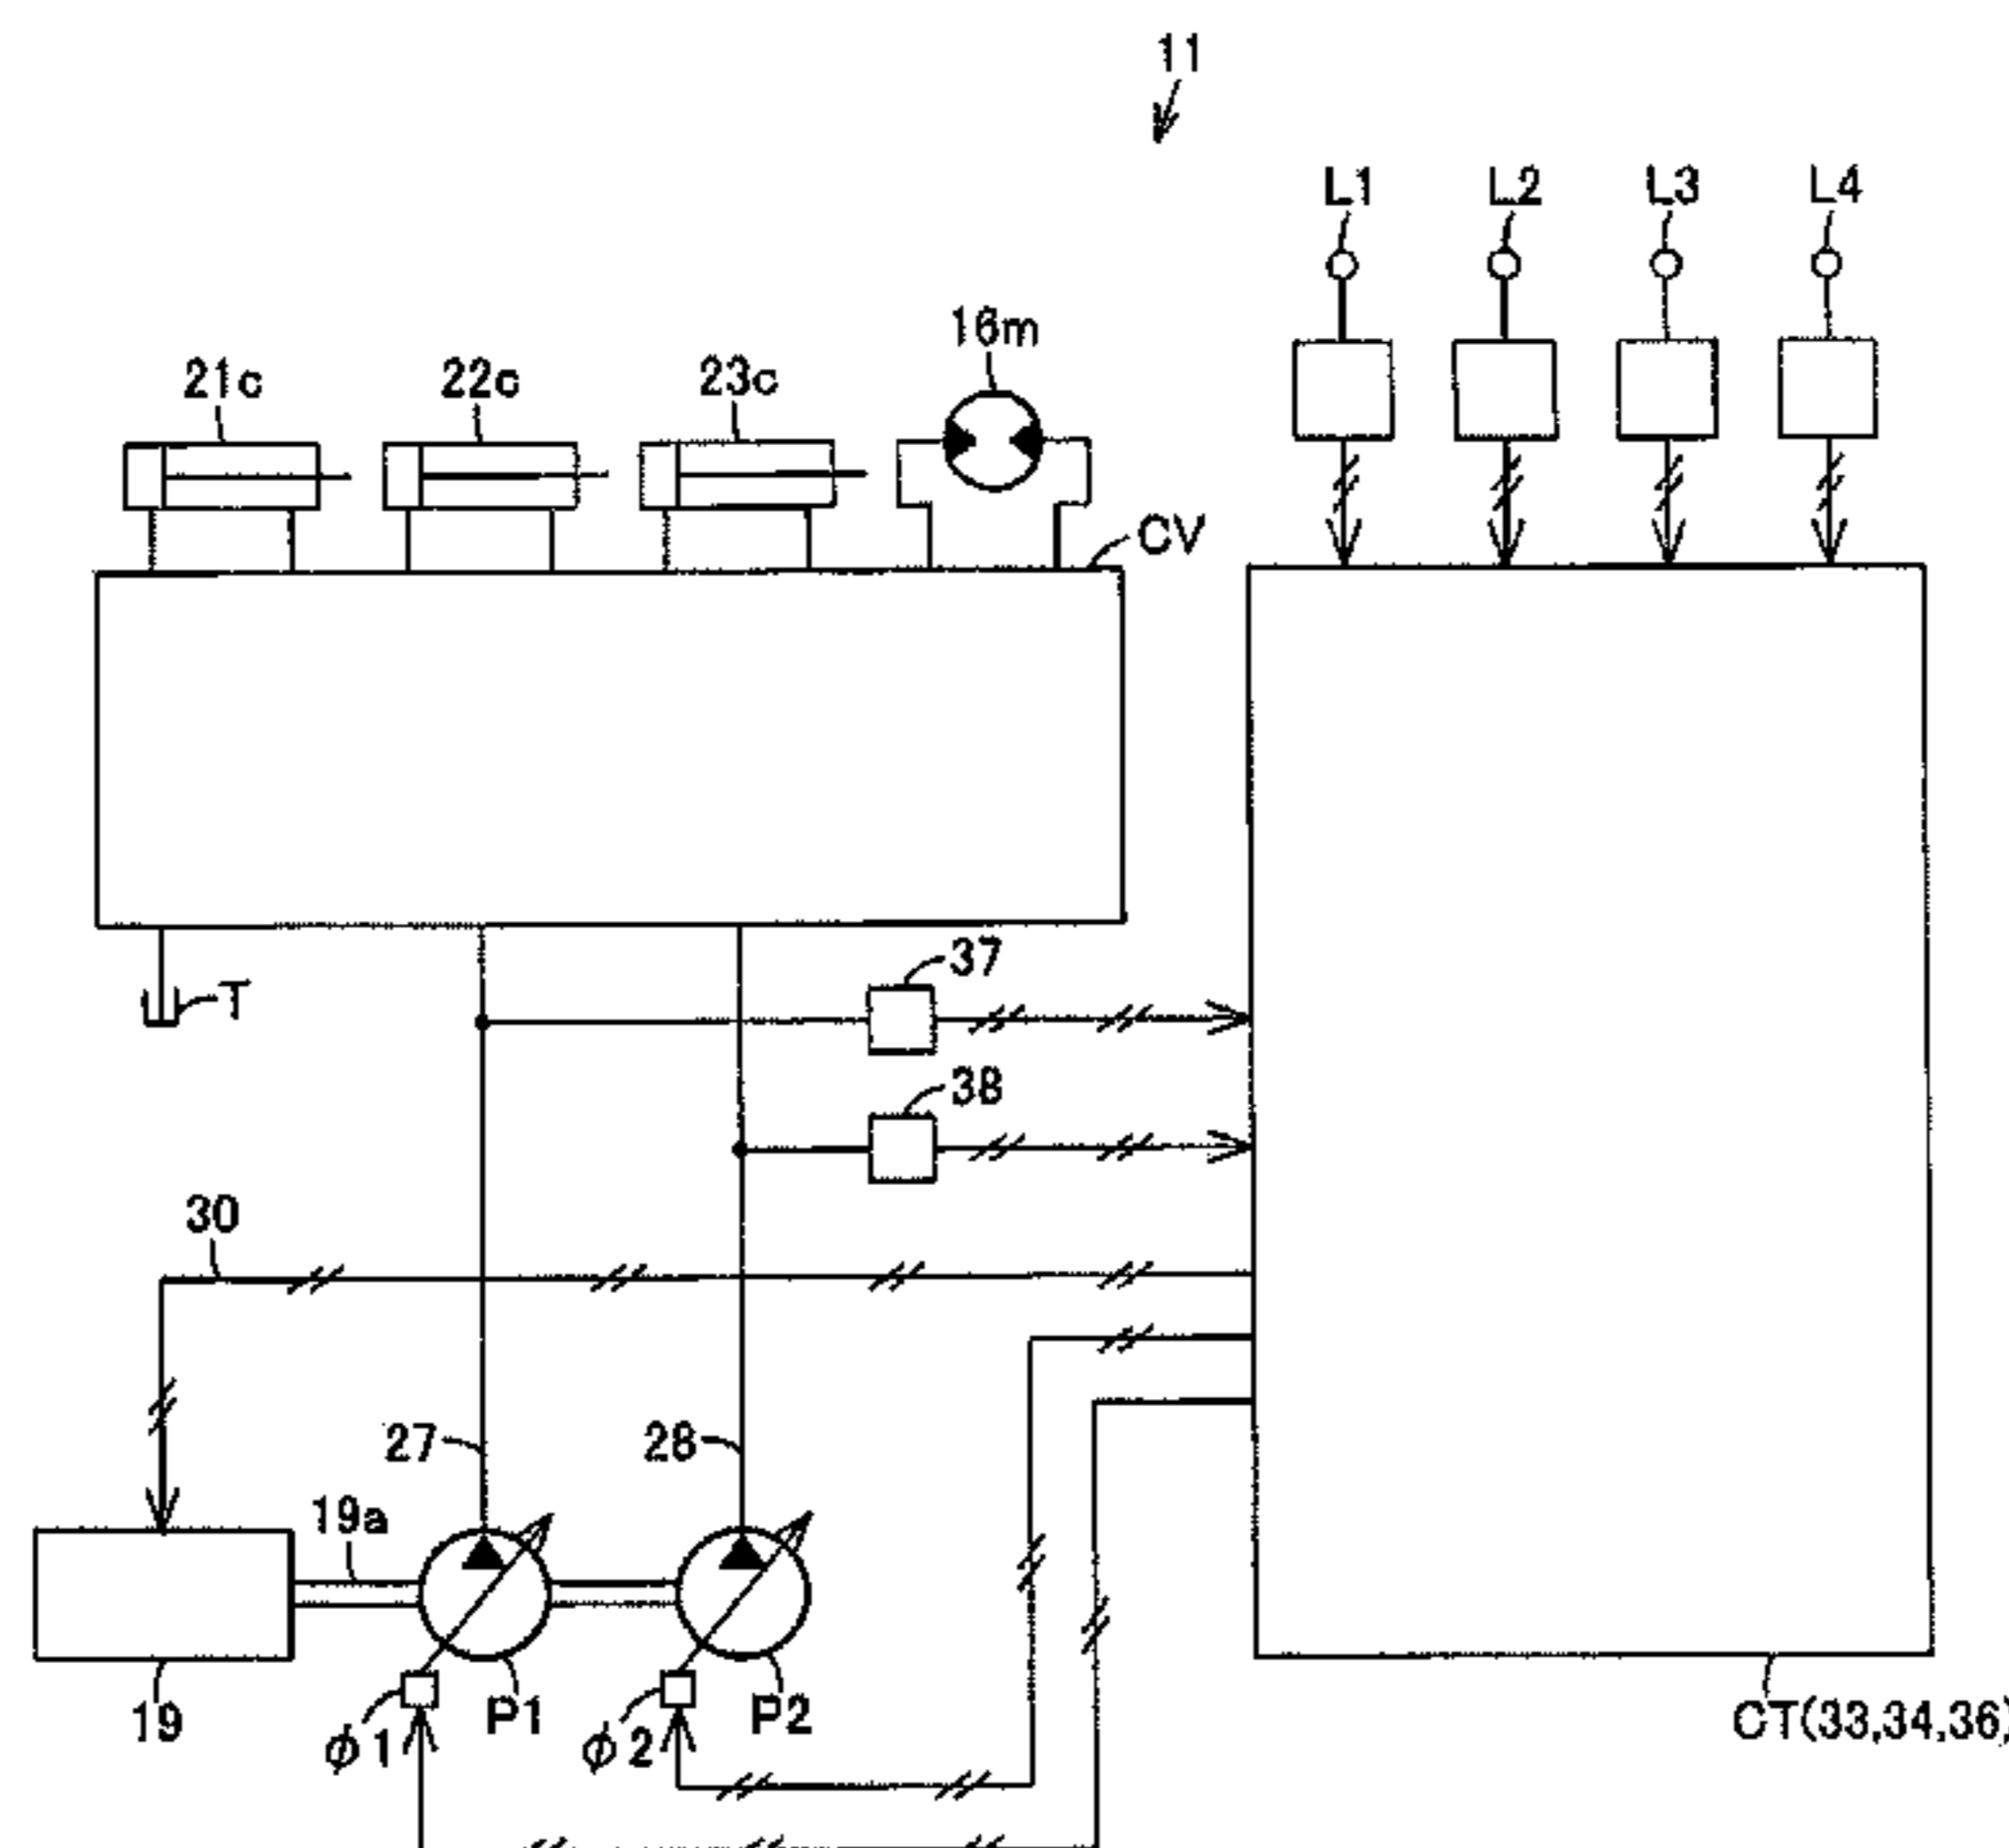 11
L1 L2 L3 L4
16m
21c 22c 23c
CV
37
T
38
30
27 28
19a
19 P1 P2 CT(33,34,36)
ϕ1 ϕ2